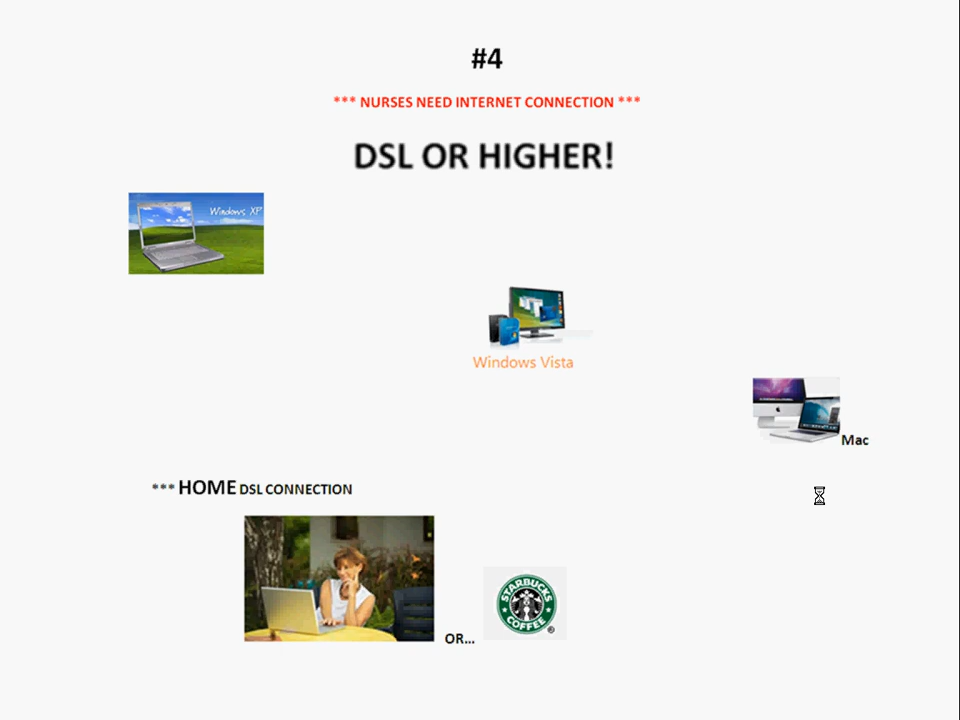 #4
*** NURSES NEED INTERNET CONNECTION ***
DSL OR HIGHER!
Windows XP
Windows Vista
Mac
*** HOME DSL CONNECTION
STARBUCKS
COFFEE
®
OR...